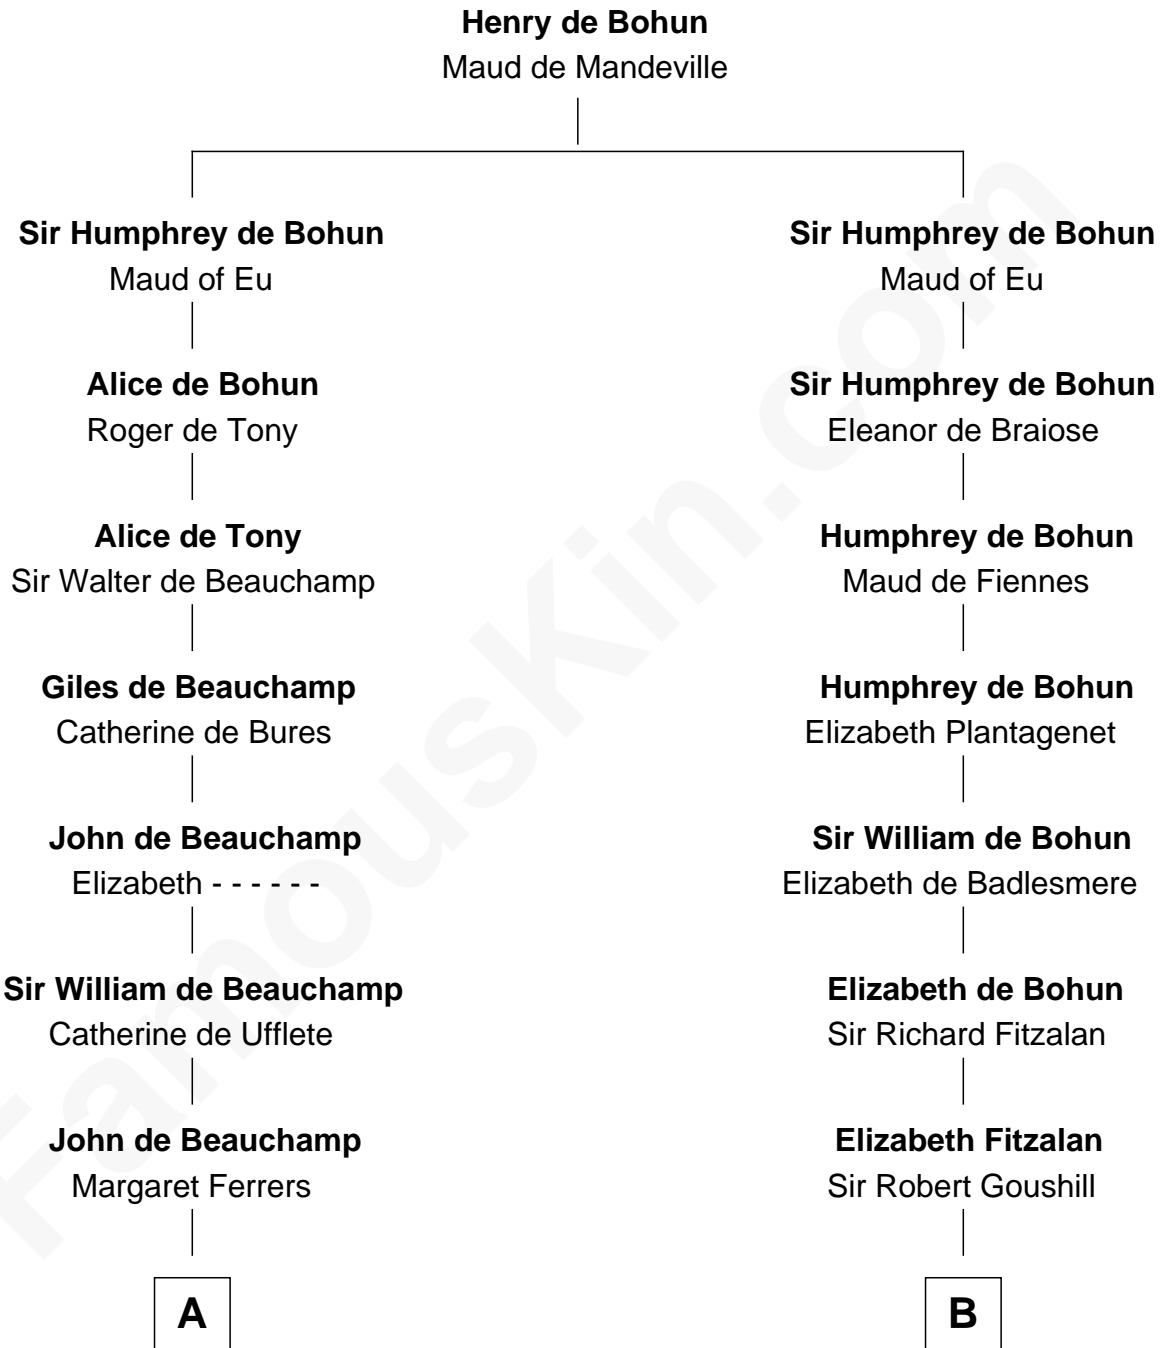 Henry de Bohun
Maud de Mandeville
Sir Humphrey de Bohun
Maud of Eu
Sir Humphrey de Bohun
Maud of Eu
Alice de Bohun
Roger de Tony
Sir Humphrey de Bohun
Eleanor de Braiose
Alice de Tony
Sir Walter de Beauchamp
Humphrey de Bohun
Maud de Fiennes
Giles de Beauchamp
Catherine de Bures
Humphrey de Bohun
Elizabeth Plantagenet
John de Beauchamp
Elizabeth - - - - - -
Sir William de Bohun
Elizabeth de Badlesmere
Sir William de Beauchamp
Catherine de Ufflete
Elizabeth de Bohun
Sir Richard Fitzalan
John de Beauchamp
Margaret Ferrers
Elizabeth Fitzalan
Sir Robert Goushill
A
B
FamousKin.com